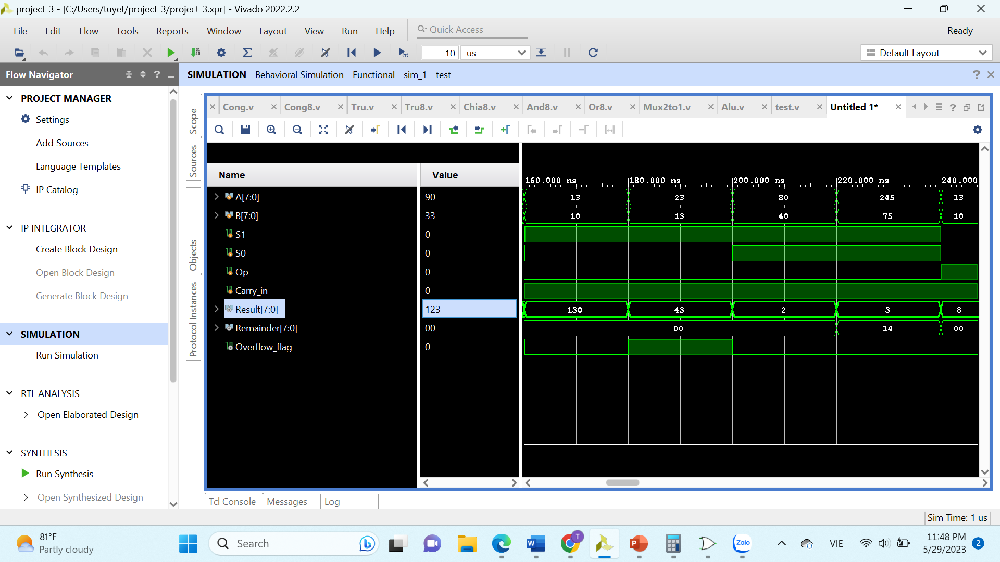 project_3 - [C:/Users/tuyet/project_3/project_3.xpr] - Vivado 2022.2.2
File Edit Flow Tools Reports Window Layout View Run Help Quick Access Ready
10 us Default Layout
Flow Navigator
SIMULATION - Behavioral Simulation - Functional - sim_1 - test
PROJECT MANAGER
Settings
Add Sources
Language Templates
IP Catalog
IP INTEGRATOR
Create Block Design
Open Block Design
Generate Block Design
SIMULATION
Run Simulation
RTL ANALYSIS
Open Elaborated Design
SYNTHESIS
Run Synthesis
Open Synthesized Design
Scope
Sources
Objects
Protocol Instances
Cong.v Cong8.v Tru.v Tru8.v Chia8.v And8.v Or8.v Mux2to1.v Alu.v test.v Untitled 1*
Name Value
160.000 ns 180.000 ns 200.000 ns 220.000 ns 240.000
A[7:0] 90 13 23 80 245 13
B[7:0] 33 10 13 40 75 10
S1 0
S0 0
Op 0
Carry_in 0
Result[7:0] 123 130 43 2 3 8
Remainder[7:0] 00 00 14 00
Overflow_flag 0
Tcl Console Messages Log
Sim Time: 1 us
81°F
Partly cloudy
Search
T
Zalo
VIE
11:48 PM
5/29/2023
2